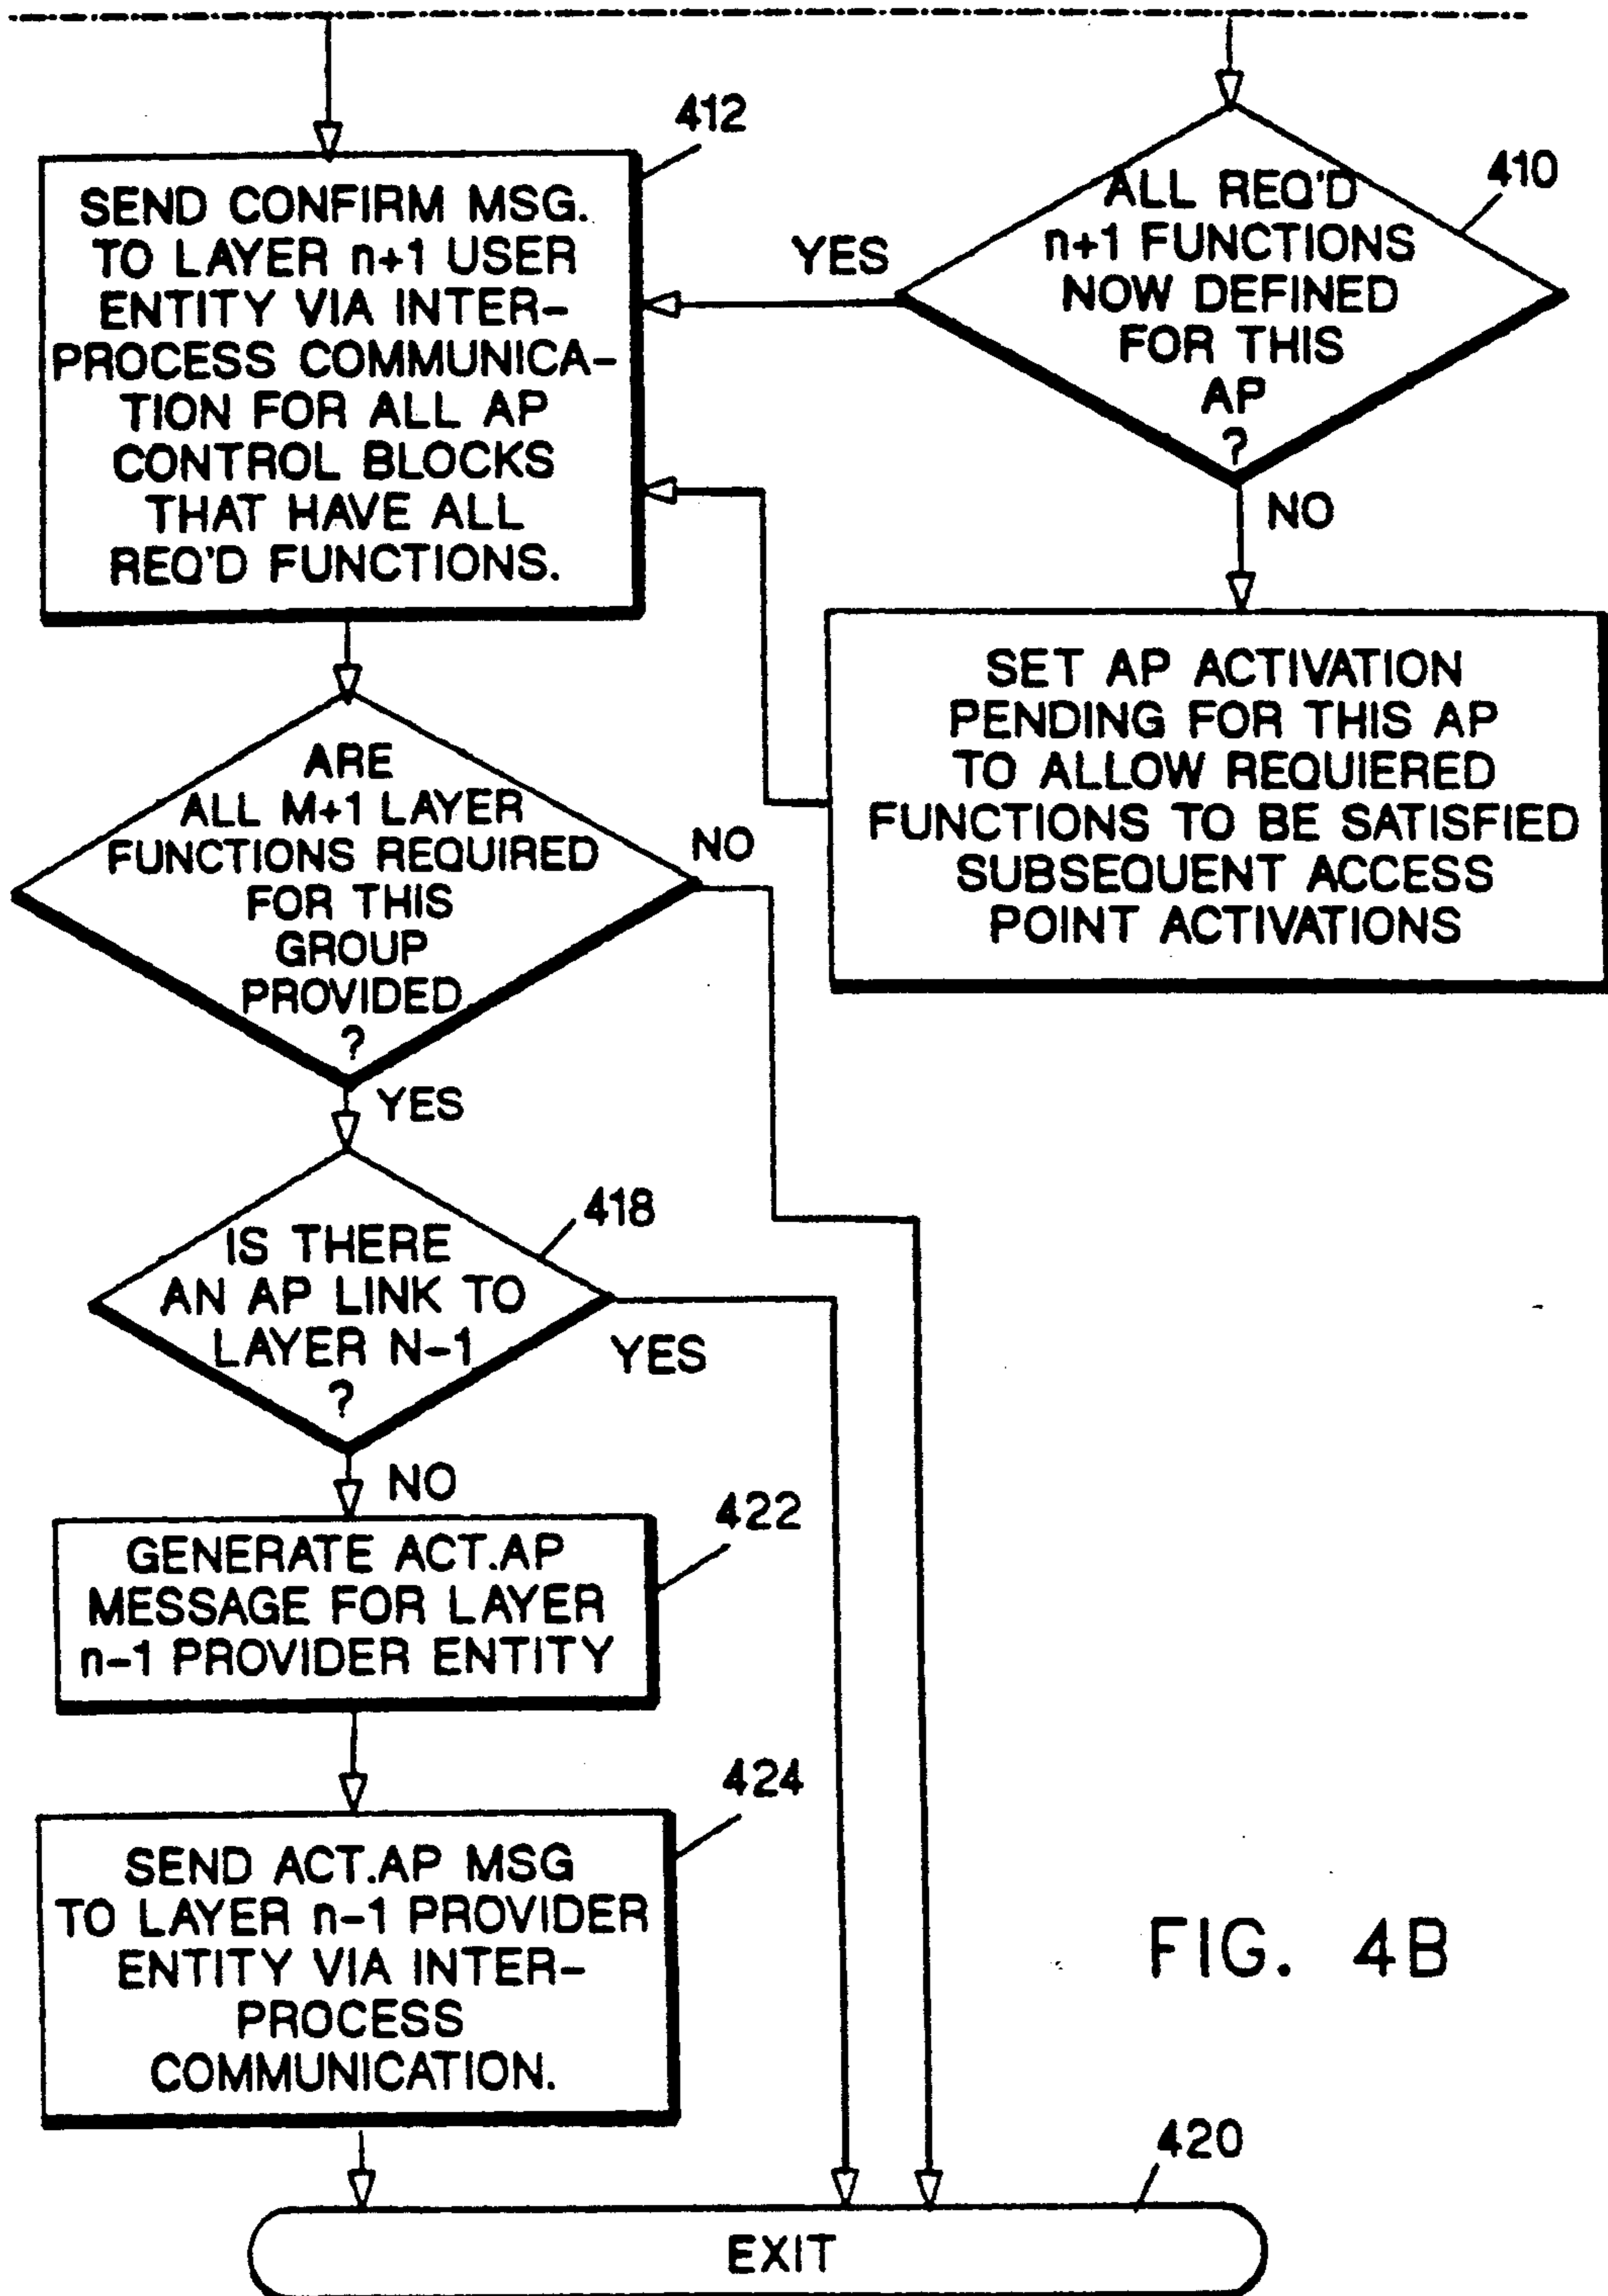 412
SEND CONFIRM MSG.
TO LAYER n+1 USER
ENTITY VIA INTER-
PROCESS COMMUNICA-
TION FOR ALL AP
CONTROL BLOCKS
THAT HAVE ALL
REQ'D FUNCTIONS.
410
ALL REQ'D
n+1 FUNCTIONS
NOW DEFINED
FOR THIS
AP
?
YES
NO
SET AP ACTIVATION
PENDING FOR THIS AP
TO ALLOW REQUIERED
FUNCTIONS TO BE SATISFIED
SUBSEQUENT ACCESS
POINT ACTIVATIONS
ARE
ALL M+1 LAYER
FUNCTIONS REQUIRED
FOR THIS
GROUP
PROVIDED
?
NO
YES
418
IS THERE
AN AP LINK TO
LAYER N-1
?
YES
NO
422
GENERATE ACT.AP
MESSAGE FOR LAYER
n-1 PROVIDER ENTITY
424
SEND ACT.AP MSG
TO LAYER n-1 PROVIDER
ENTITY VIA INTER-
PROCESS
COMMUNICATION.
FIG. 4B
420
EXIT